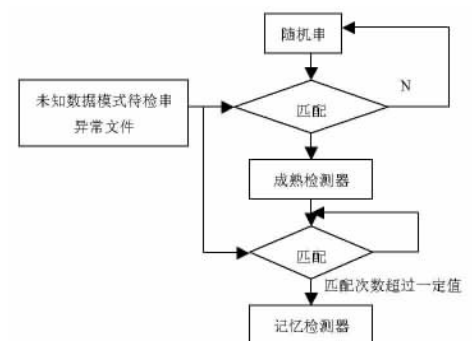 随机串
N
未知数据模式待检串
异常文件
匹配
成熟检测器
匹配
匹配次数超过一定值
记忆检测器